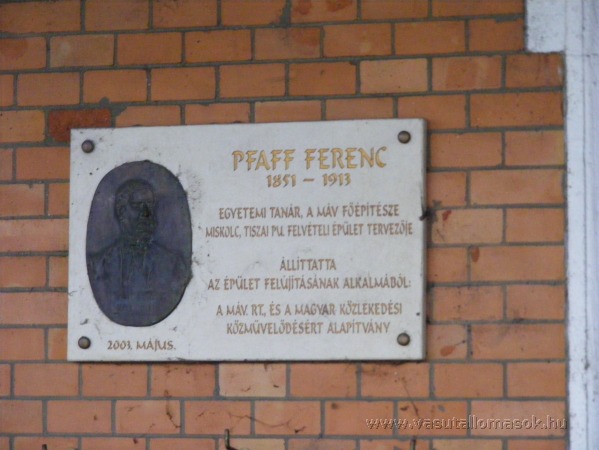 PFAFF FERENC
1851 – 1913
EGYETEMI TANÁR, A MÁV FŐÉPÍTÉSZE
MISKOLC, TISZAI PU. FELVÉTELI ÉPÜLET TERVEZŐJE
ÁLLÍTTATTA
AZ ÉPÜLET FELÚJÍTÁSÁNAK ALKALMÁBÓL:
A MÁV. RT. ÉS A MAGYAR KÖZLEKEDÉSI
KÖZMŰVELŐDÉSÉRT ALAPÍTVÁNY
2003. MÁJUS.
www.vasutallomasok.hu